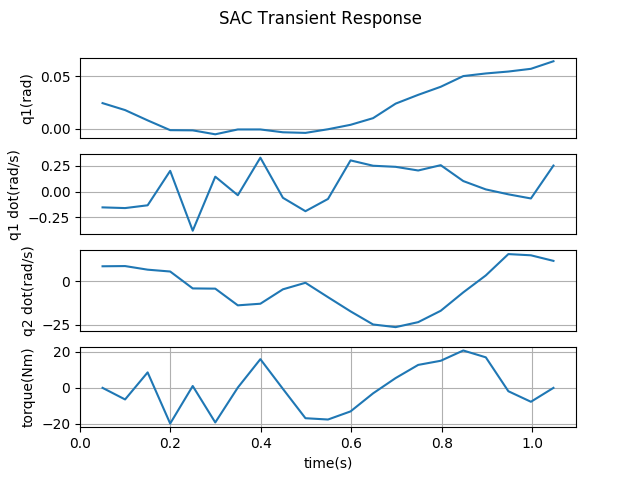 SAC Transient Response
q1(rad)
0.05
0.00
q1 dot(rad/s)
0.25
0.00
−0.25
q2 dot(rad/s)
0
−25
torque(Nm)
20
0
−20
0.0 0.2 0.4 0.6 0.8 1.0
time(s)